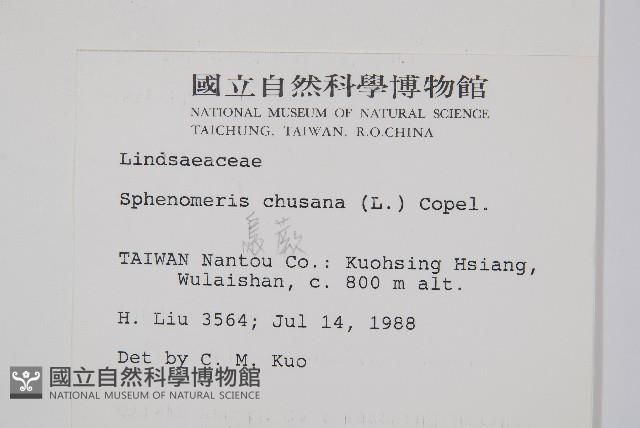 國立自然科學博物館
NATIONAL MUSEUM OF NATURAL SCIENCE
TAICHUNG, TAIWAN, R.O.CHINA
Lindsaeaceae
Sphenomeris chusana (L.) Copel.
烏蕨
TAIWAN Nantou Co.: Kuohsing Hsiang,
Wulaishan, c. 800 m alt.
H. Liu 3564; Jul 14, 1988
Det by C. M. Kuo
國立自然科學博物館
NATIONAL MUSEUM OF NATURAL SCIENCE